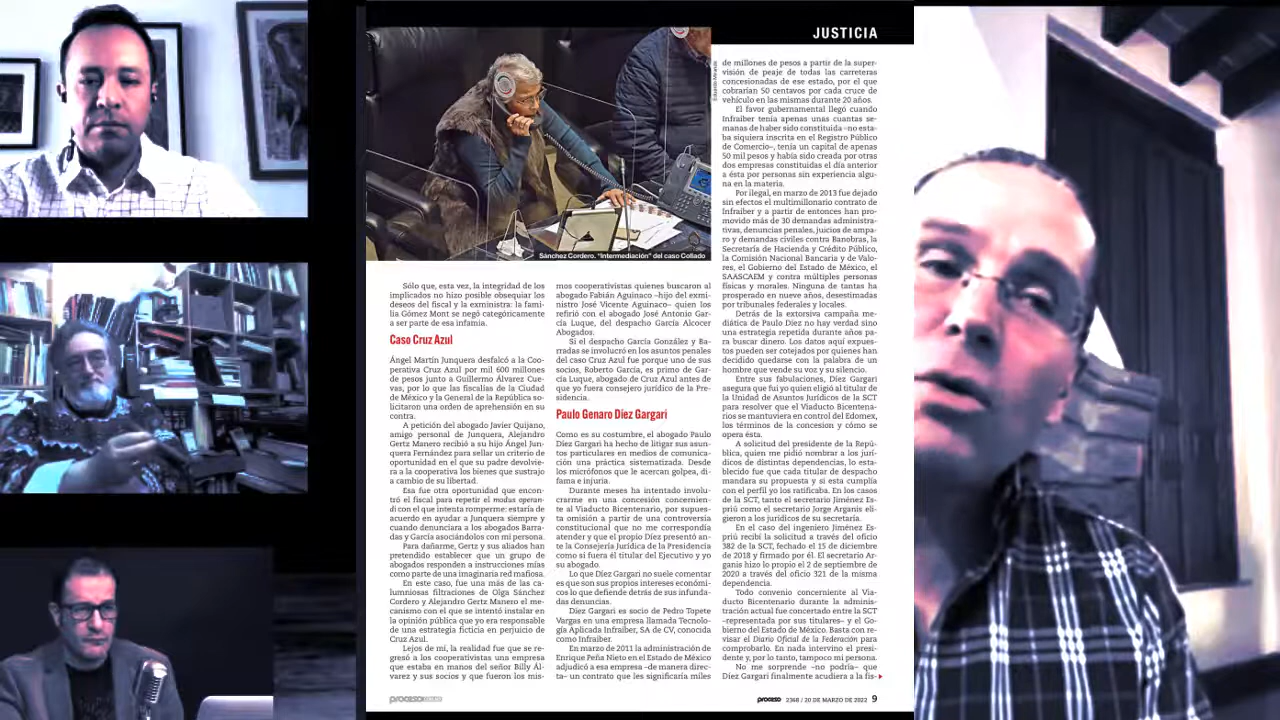 JUSTICIA
Eduardo Miranda
Sánchez Cordero. "Intermediación" del caso Collado
Sólo que, esta vez, la integridad de los
implicados no hizo posible obsequiar los
deseos del fiscal y la exministra: la fami-
lia Gómez Mont se negó categóricamente
a ser parte de esa infamia.
Caso Cruz Azul
Ángel Martín Junquera desfalcó a la Coo-
perativa Cruz Azul por mil 600 millones
de pesos junto a Guillermo Álvarez Cue-
vas, por lo que las fiscalías de la Ciudad
de México y la General de la República so-
licitaron una orden de aprehensión en su
contra.
A petición del abogado Javier Quijano,
amigo personal de Junquera, Alejandro
Gertz Manero recibió a su hijo Ángel Jun-
quera Fernández para sellar un criterio de
oportunidad en el que su padre devolvie-
ra a la cooperativa los bienes que sustrajo
a cambio de su libertad.
Esa fue otra oportunidad que encon-
tró el fiscal para repetir el modus operan-
di con el que intenta romperme: estaría de
acuerdo en ayudar a Junquera siempre y
cuando denunciara a los abogados Barra-
das y García asociándolos con mi persona.
Para dañarme, Gertz y sus aliados han
pretendido establecer que un grupo de
abogados responden a instrucciones mías
como parte de una imaginaria red mafiosa.
En este caso, fue una más de las ca-
lumniosas filtraciones de Olga Sánchez
Cordero y Alejandro Gertz Manero el me-
canismo con el que se intentó instalar en
la opinión pública que yo era responsable
de una estrategia ficticia en perjuicio de
Cruz Azul.
Lejos de mí, la realidad fue que se re-
gresó a los cooperativistas una empresa
que estaba en manos del señor Billy Ál-
varez y sus socios y que fueron los mis-
mos cooperativistas quienes buscaron al
abogado Fabián Aguinaco –hijo del exmi-
nistro José Vicente Aguinaco– quien los
refirió con el abogado José Antonio Gar-
cía Luque, del despacho García Alcocer
Abogados.
Si el despacho García González y Ba-
rradas se involucró en los asuntos penales
del caso Cruz Azul fue porque uno de sus
socios, Roberto García, es primo de Gar-
cía Luque, abogado de Cruz Azul antes de
que yo fuera consejero jurídico de la Pre-
sidencia.
Paulo Genaro Díez Gargari
Como es su costumbre, el abogado Paulo
Díez Gargari ha hecho de litigar sus asun-
tos particulares en medios de comunica-
ción una práctica sistematizada. Desde
los micrófonos que le acercan golpea, di-
fama e injuria.
Durante meses ha intentado involu-
crarme en una concesión concernien-
te al Viaducto Bicentenario, por supues-
ta omisión a partir de una controversia
constitucional que no me correspondía
atender y que el propio Díez presentó an-
te la Consejería Jurídica de la Presidencia
como si fuera él titular del Ejecutivo y yo
su abogado.
Lo que Díez Gargari no suele comentar
es que son sus propios intereses económi-
cos lo que defiende detrás de sus infunda-
das denuncias.
Díez Gargari es socio de Pedro Topete
Vargas en una empresa llamada Tecnolo-
gía Aplicada Infraiber, SA de CV, conocida
como Infraiber.
En marzo de 2011 la administración de
Enrique Peña Nieto en el Estado de México
adjudicó a esa empresa –de manera direc-
ta– un contrato que les significaría miles
de millones de pesos a partir de la super-
visión de peaje de todas las carreteras
concesionadas de ese estado, por el que
cobrarían 50 centavos por cada cruce de
vehículo en las mismas durante 20 años.
El favor gubernamental llegó cuando
Infraiber tenía apenas unas cuantas se-
manas de haber sido constituida –no esta-
ba siquiera inscrita en el Registro Público
de Comercio–, tenía un capital de apenas
50 mil pesos y había sido creada por otras
dos empresas constituidas el día anterior
a ésta por personas sin experiencia algu-
na en la materia.
Por ilegal, en marzo de 2013 fue dejado
sin efectos el multimillonario contrato de
Infraiber y a partir de entonces han pro-
movido más de 30 demandas administra-
tivas, denuncias penales, juicios de ampa-
ro y demandas civiles contra Banobras, la
Secretaría de Hacienda y Crédito Público,
la Comisión Nacional Bancaria y de Valo-
res, el Gobierno del Estado de México, el
SAASCAEM y contra múltiples personas
físicas y morales. Ninguna de tantas ha
prosperado en nueve años, desestimadas
por tribunales federales y locales.
Detrás de la extorsiva campaña me-
diática de Paulo Díez no hay verdad sino
una estrategia repetida durante años pa-
ra buscar dinero. Los datos aquí expues-
tos pueden ser cotejados por quienes han
decidido quedarse con la palabra de un
hombre que vende su voz y su silencio.
Entre sus fabulaciones, Díez Gargari
asegura que fui yo quien eligió al titular de
la Unidad de Asuntos Jurídicos de la SCT
para resolver que el Viaducto Bicentena-
rios se mantuviera en control del Edomex,
los términos de la concesion y cómo se
opera ésta.
A solicitud del presidente de la Repú-
blica, quien me pidió nombrar a los jurí-
dicos de distintas dependencias, lo esta-
blecido fue que cada titular de despacho
mandara su propuesta y si esta cumplía
con el perfil yo los ratificaba. En los casos
de la SCT, tanto el secretario Jiménez Es-
priú como el secretario Jorge Arganis eli-
gieron a los jurídicos de su secretaría.
En el caso del ingeniero Jiménez Es-
priú recibí la solicitud a través del oficio
382 de la SCT, fechado el 15 de diciembre
de 2018 y firmado por él. El secretario Ar-
ganis hizo lo propio el 2 de septiembre de
2020 a través del oficio 321 de la misma
dependencia.
Todo convenio concerniente al Via-
ducto Bicentenario durante la adminis-
tración actual fue concertado entre la SCT
–representada por sus titulares– y el Go-
bierno del Estado de México. Basta con re-
visar el Diario Oficial de la Federación para
comprobarlo. En nada intervino el presi-
dente y, por lo tanto, tampoco mi persona.
No me sorprende –no podría– que
Díez Gargari finalmente acudiera a la fis-
proceso
proceso 2368 / 20 DE MARZO DE 2022 9